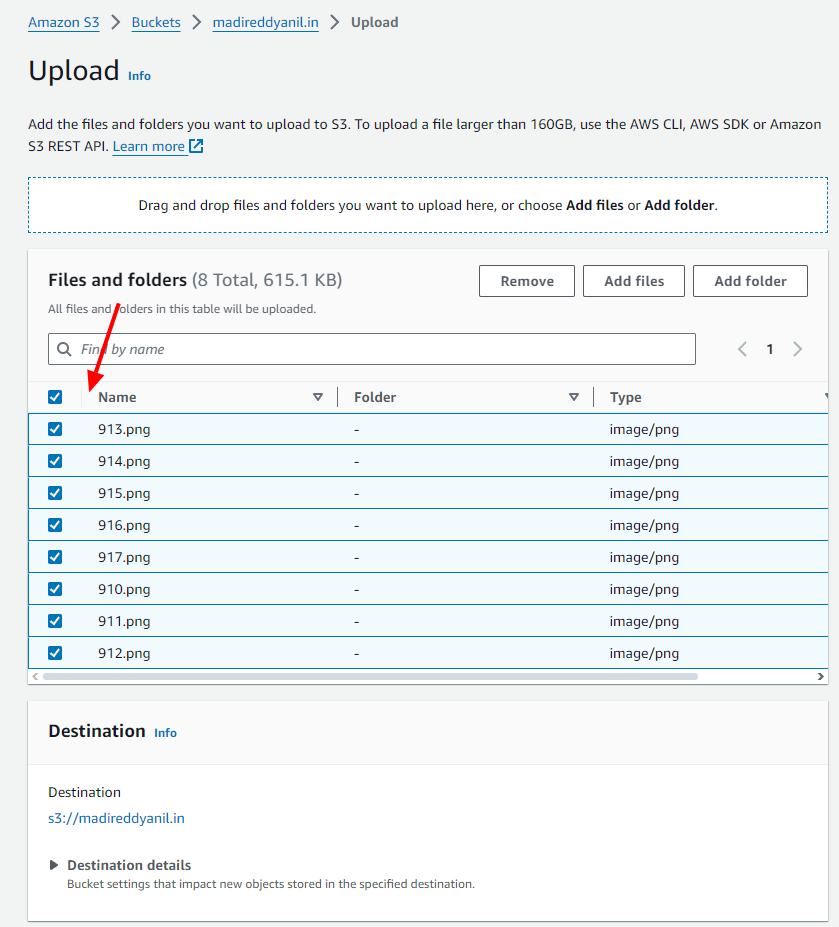 Amazon S3 > Buckets > madireddyanil.in > Upload
Upload Info
Add the files and folders you want to upload to S3. To upload a file larger than 160GB, use the AWS CLI, AWS SDK or Amazon
S3 REST API. Learn more
Drag and drop files and folders you want to upload here, or choose Add files or Add folder.
Files and folders (8 Total, 615.1 KB) Remove Add files Add folder
All files and folders in this table will be uploaded.
Find by name < 1 >
Name Folder Type
913.png - image/png
914.png - image/png
915.png - image/png
916.png - image/png
917.png - image/png
910.png - image/png
911.png - image/png
912.png - image/png
Destination Info
Destination
s3://madireddyanil.in
Destination details
Bucket settings that impact new objects stored in the specified destination.